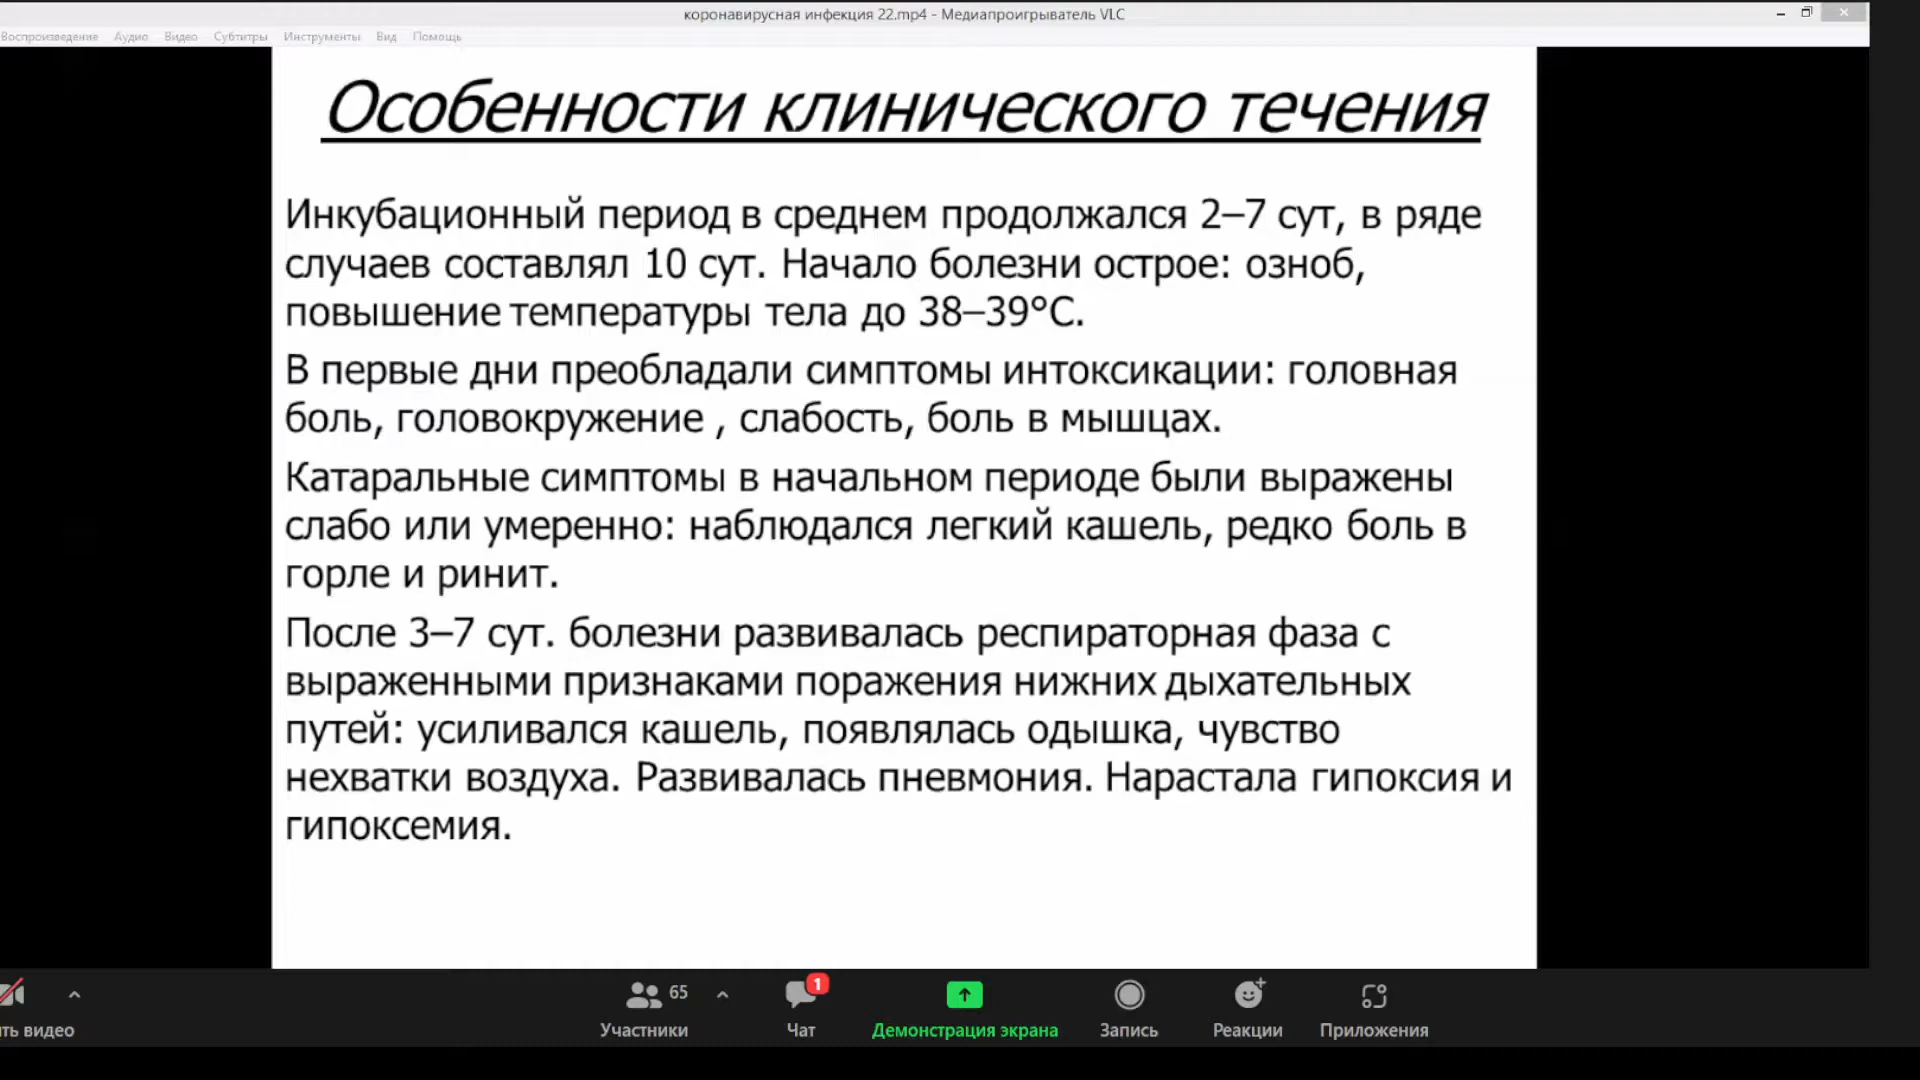 коронавирусная инфекция 22.mp4 - Медиапроигрыватель VLC
Воспроизведение Аудио Видео Субтитры Инструменты Вид Помощь
Особенности клинического течения
Инкубационный период в среднем продолжался 2–7 сут, в ряде
случаев составлял 10 сут. Начало болезни острое: озноб,
повышение температуры тела до 38–39°С.
В первые дни преобладали симптомы интоксикации: головная
боль, головокружение , слабость, боль в мышцах.
Катаральные симптомы в начальном периоде были выражены
слабо или умеренно: наблюдался легкий кашель, редко боль в
горле и ринит.
После 3–7 сут. болезни развивалась респираторная фаза с
выраженными признаками поражения нижних дыхательных
путей: усиливался кашель, появлялась одышка, чувство
нехватки воздуха. Развивалась пневмония. Нарастала гипоксия и
гипоксемия.
65 1
ть видео Участники Чат Демонстрация экрана Запись Реакции Приложения